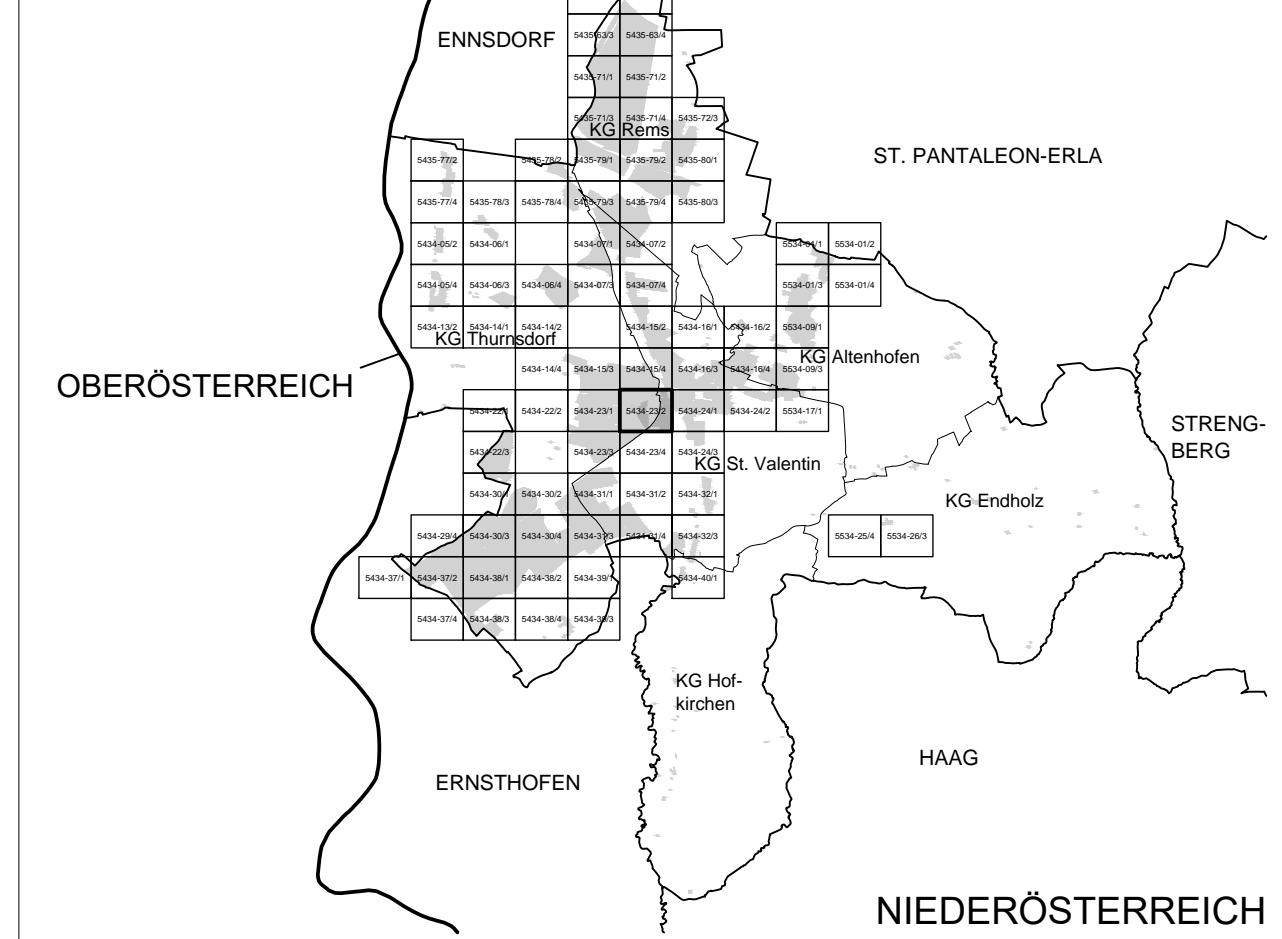 ENNSDORF
5435-63/3 5435-63/4
5435-71/1 5435-71/2
5435-71/3 5435-71/4 5435-72/3
KG Rems
ST. PANTALEON-ERLA
5435-77/2 5435-78/2 5435-79/1 5435-79/2 5435-80/1
5435-77/4 5435-78/3 5435-78/4 5435-79/3 5435-79/4 5435-80/3
5434-05/2 5434-06/1 5434-07/1 5434-07/2 5534-01/1 5534-01/2
5434-05/4 5434-06/3 5434-06/4 5434-07/3 5434-07/4 5534-01/3 5534-01/4
5434-13/2 5434-14/1 5434-14/2 5434-15/2 5434-16/1 5434-16/2 5534-09/1
KG Thurnsdorf
KG Altenhofen
5434-14/4 5434-15/3 5434-15/4 5434-16/3 5434-16/4 5534-09/3
OBERÖSTERREICH
5434-22/1 5434-22/2 5434-23/1 5434-23/2 5434-24/1 5434-24/2 5534-17/1
STRENG-
BERG
5434-22/3 5434-23/3 5434-23/4 5434-24/3
KG St. Valentin
5434-30/1 5434-30/2 5434-31/1 5434-31/2 5434-32/1
KG Endholz
5434-29/4 5434-30/3 5434-30/4 5434-31/3 5434-31/4 5434-32/3 5534-25/4 5534-26/3
5434-37/1 5434-37/2 5434-38/1 5434-38/2 5434-39/1 5434-40/1
5434-37/4 5434-38/3 5434-38/4 5434-39/3
KG Hof-
kirchen
HAAG
ERNSTHOFEN
NIEDERÖSTERREICH